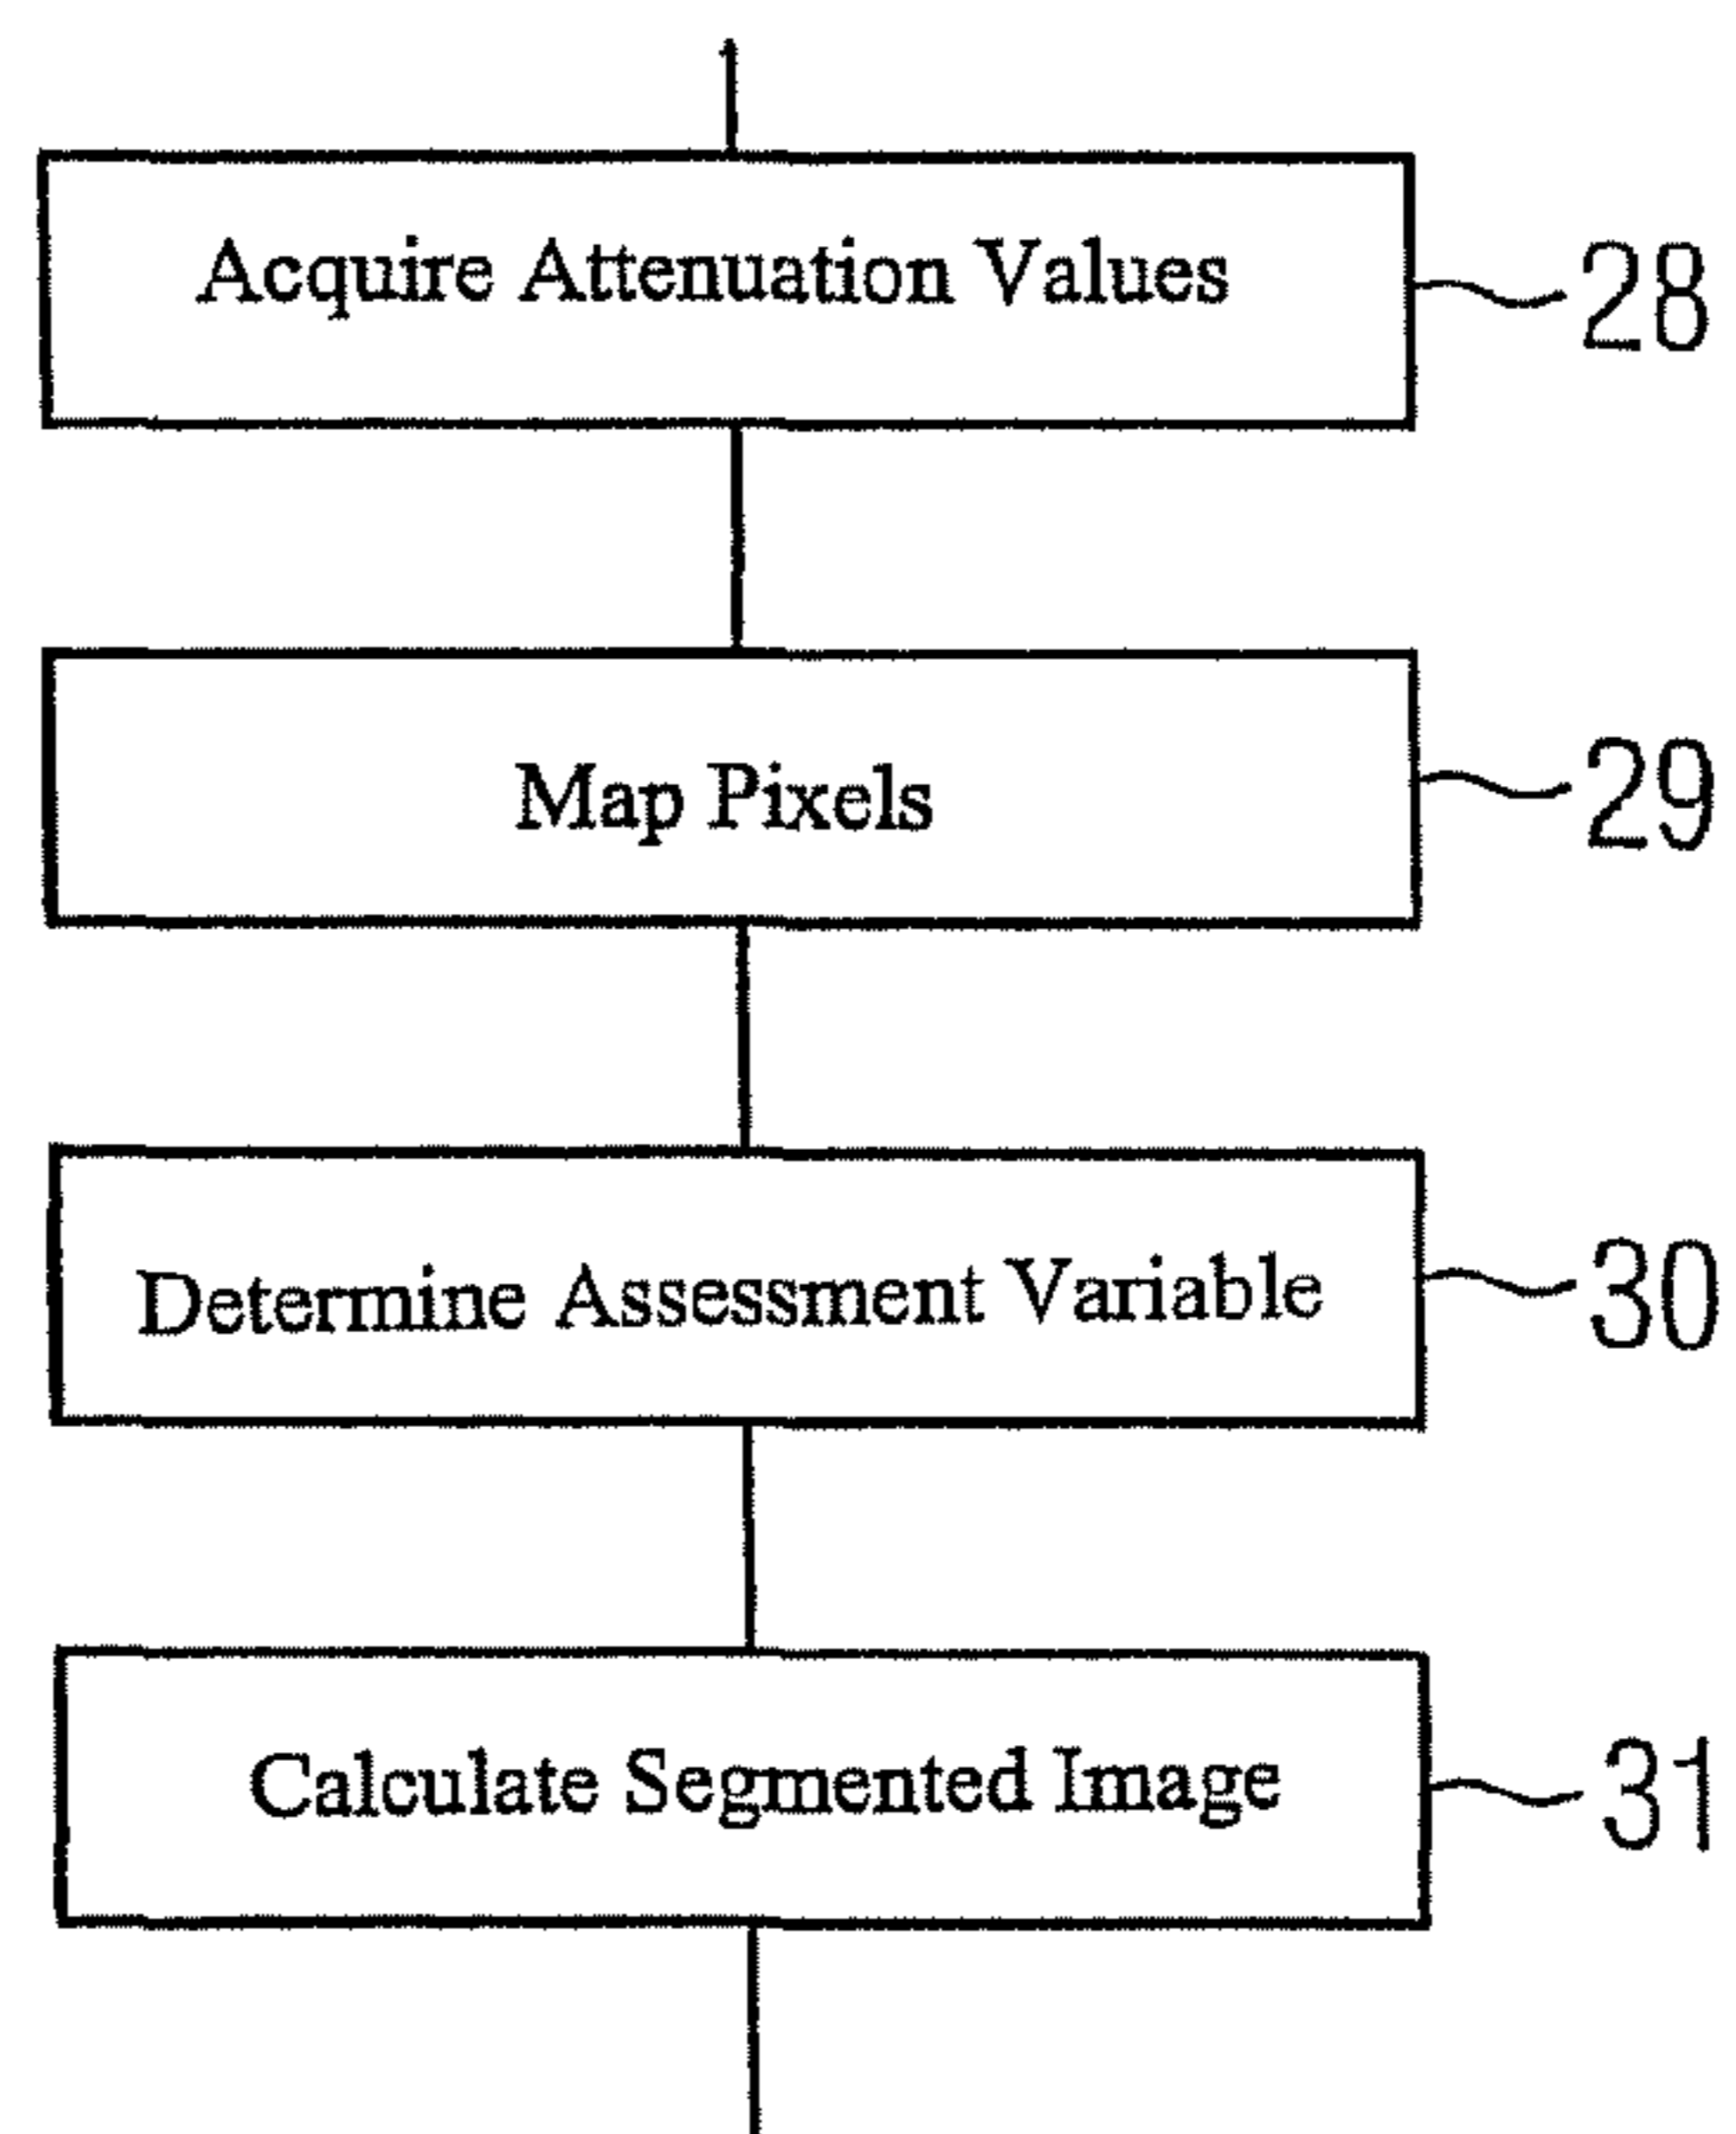 Acquire Attenuation Values
28
Map Pixels
29
Determine Assessment Variable
30
Calculate Segmented Image
31